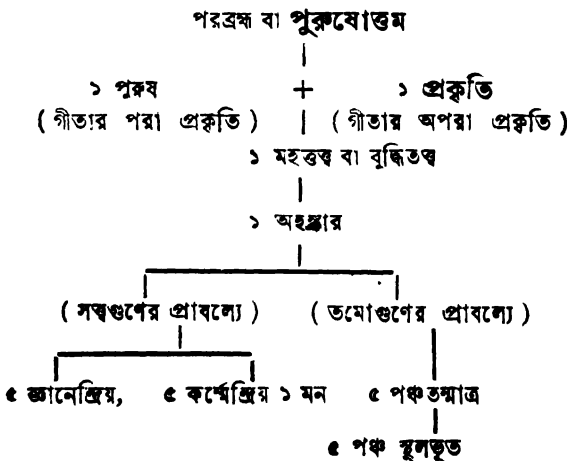 পরব্রহ্ম বা পুরুষোত্তম
১ পুরুষ + ১ প্রকৃতি
( গীতার পরা প্রকৃতি ) ( গীতার অপরা প্রকৃতি )
১ মহত্তত্ত্ব বা বুদ্ধিতত্ত্ব
১ অহঙ্কার
( সত্ত্বগুণের প্রাবল্যে ) ( তমোগুণের প্রাবল্যে )
৫ জ্ঞানেন্দ্রিয়, ৫ কর্ম্মেন্দ্রিয় ১ মন ৫ পঞ্চতন্মাত্র
৫ পঞ্চ স্থূলভূত